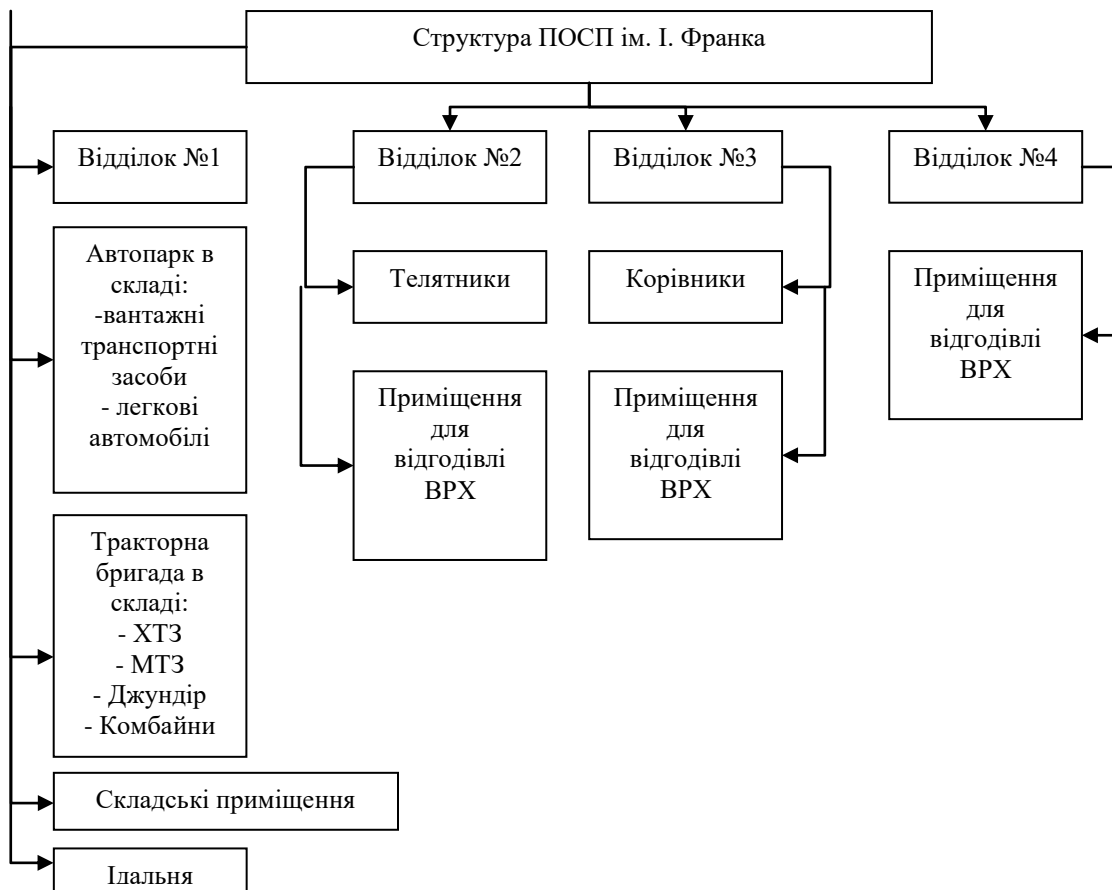 Структура ПОСП ім. І. Франка
Відділок №1
Відділок №2
Відділок №3
Відділок №4
Автопарк в
складі:
-вантажні
транспортні
засоби
- легкові
автомобілі
Телятники
Корівники
Приміщення
для
відгодівлі
ВРХ
Приміщення
для
відгодівлі
ВРХ
Приміщення
для
відгодівлі
ВРХ
Тракторна
бригада в
складі:
- ХТЗ
- МТЗ
- Джундір
- Комбайни
Складські приміщення
Їдальня